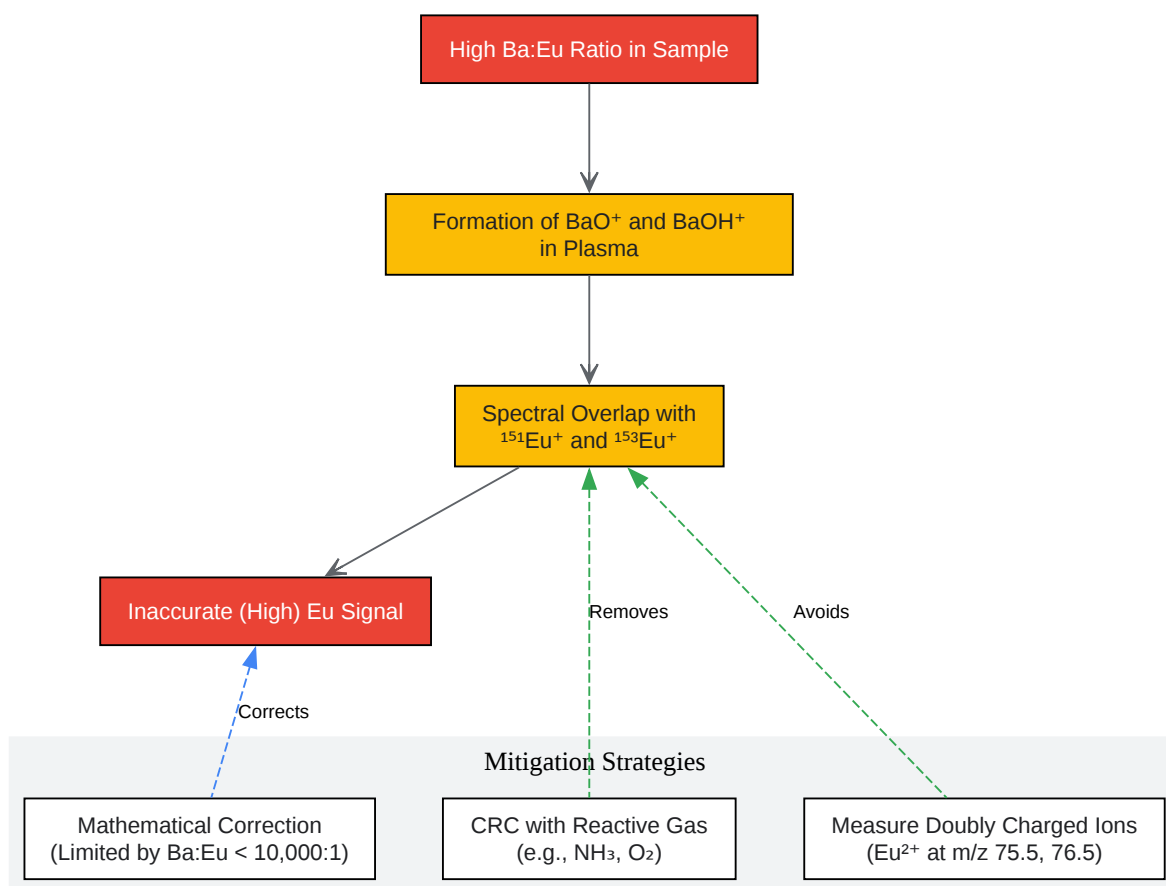 High Ba:Eu Ratio in Sample
Formation of BaO⁺ and BaOH⁺
in Plasma
Spectral Overlap with
¹⁵¹Eu⁺ and ¹⁵³Eu⁺
Inaccurate (High) Eu Signal
Removes
Avoids
Corrects
Mitigation Strategies
Mathematical Correction
(Limited by Ba:Eu < 10,000:1)
CRC with Reactive Gas
(e.g., NH₃, O₂)
Measure Doubly Charged Ions
(Eu²⁺ at m/z 75.5, 76.5)